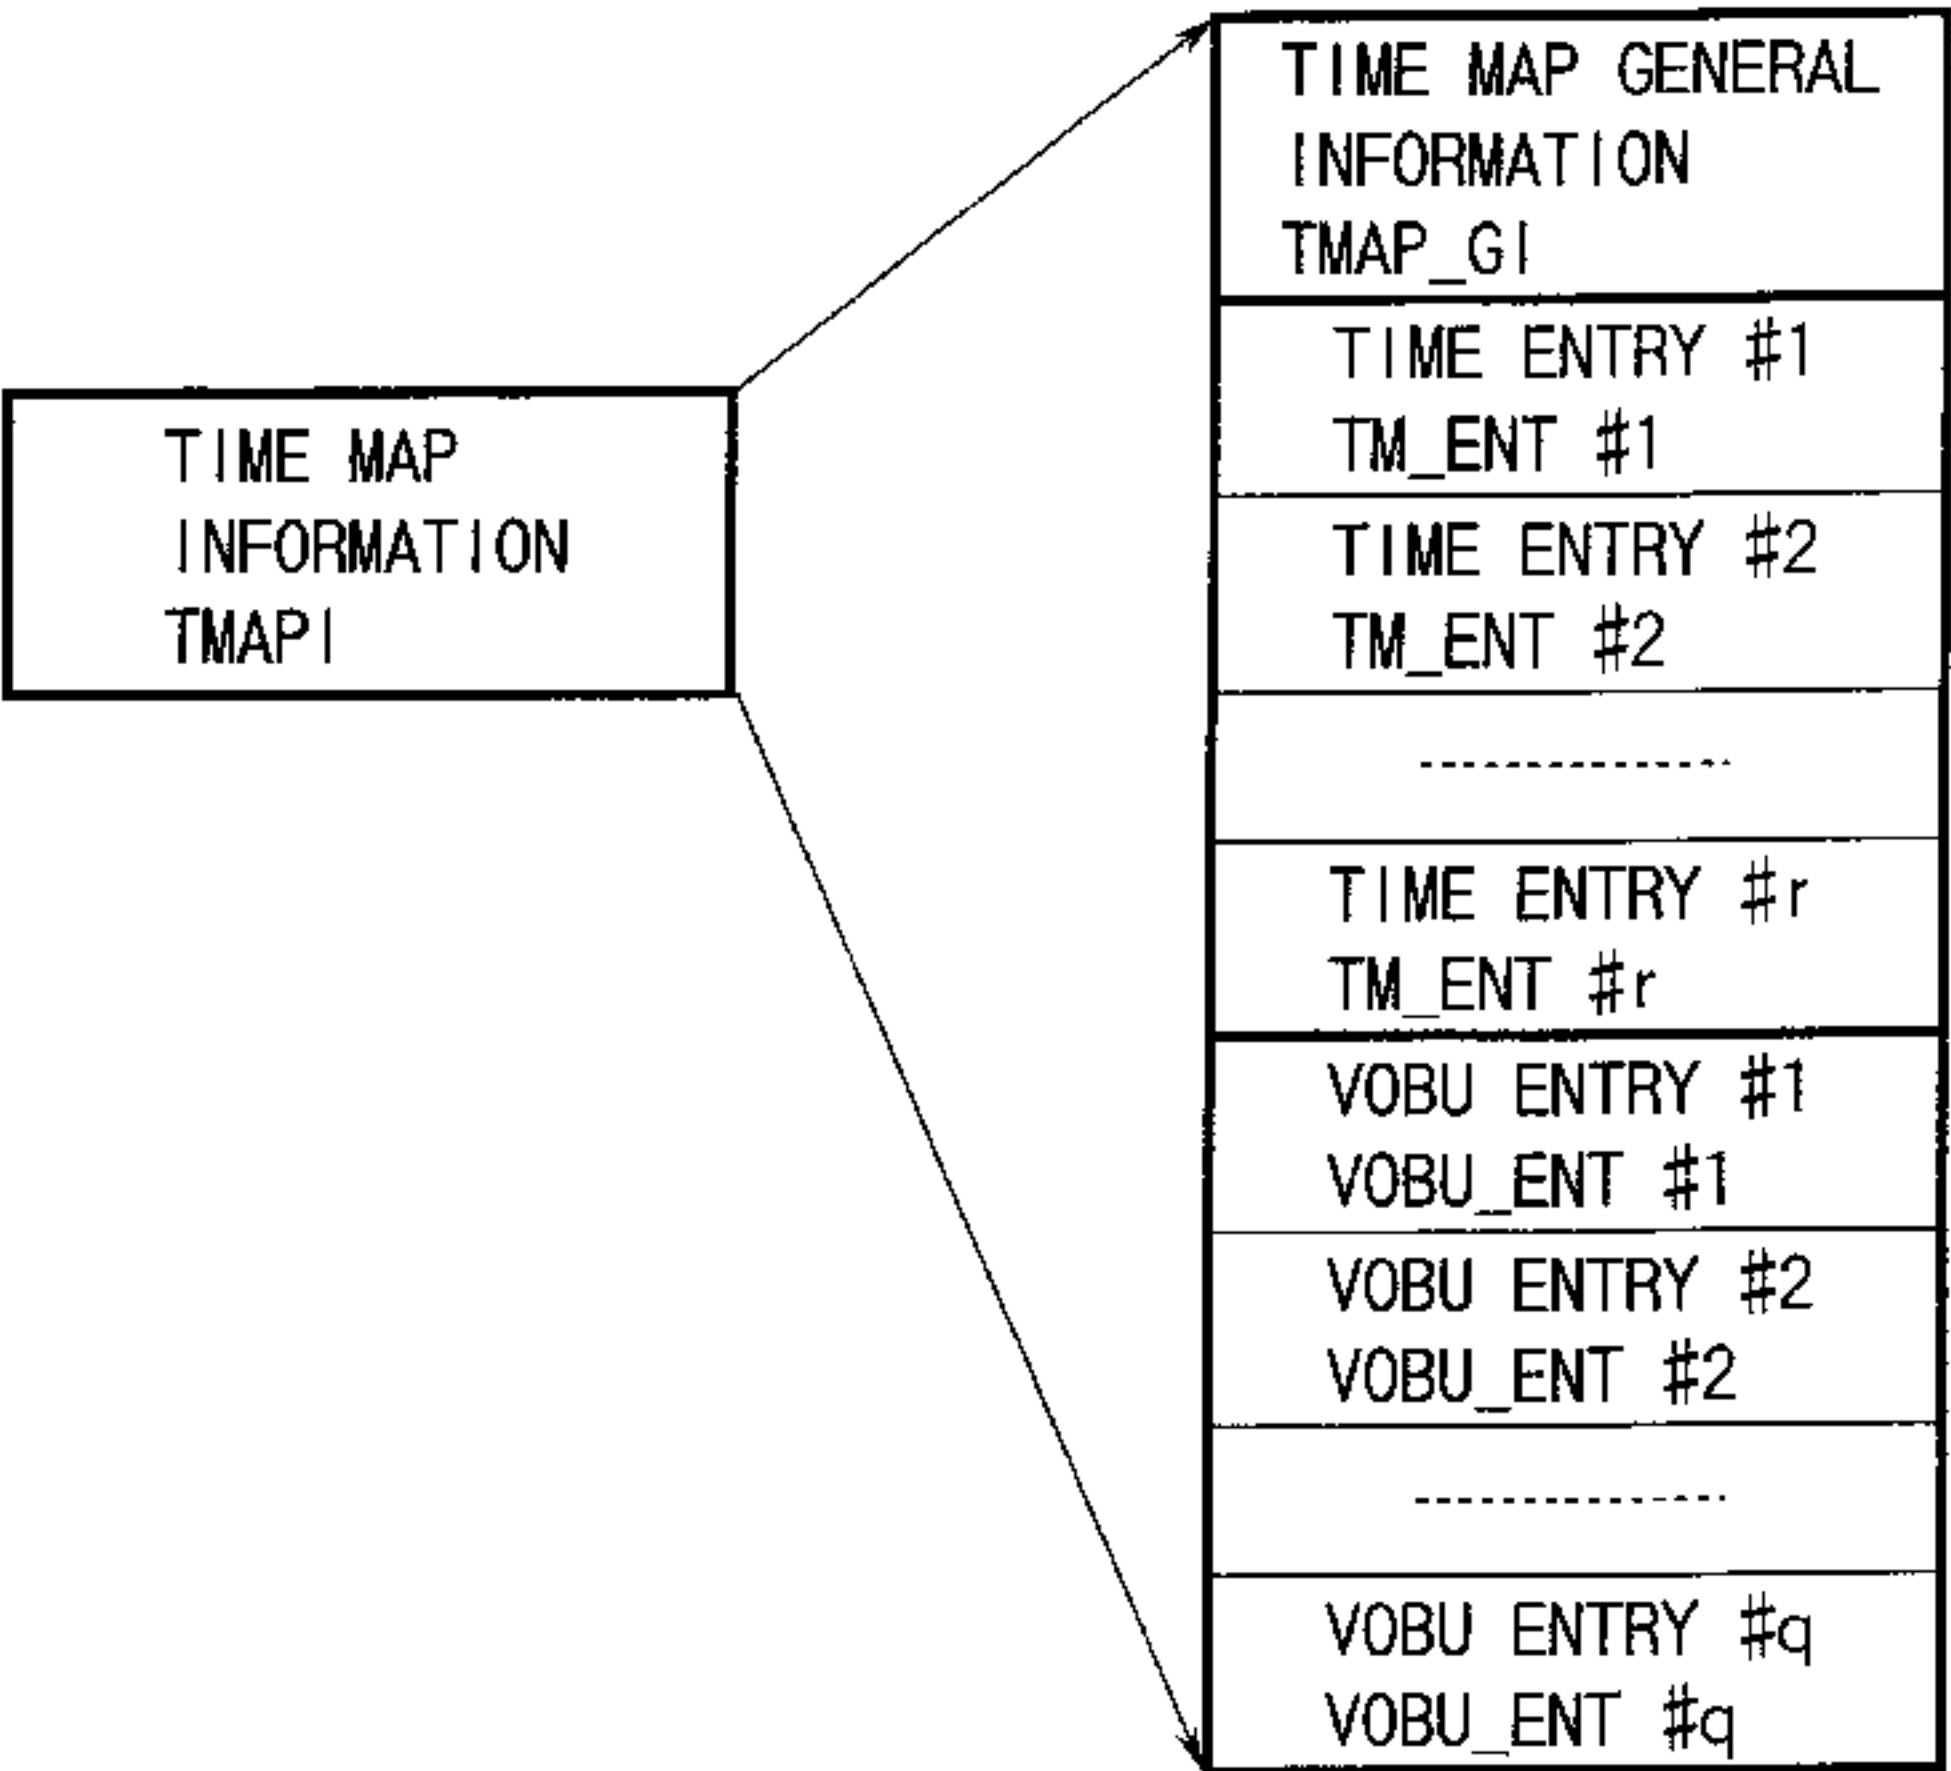 TIME MAP
INFORMATION
TMAPI
TIME MAP GENERAL
INFORMATION
TMAP_GI
TIME ENTRY #1
TM_ENT #1
TIME ENTRY #2
TM_ENT #2
TIME ENTRY #r
TM_ENT #r
VOBU ENTRY #1
VOBU_ENT #1
VOBU ENTRY #2
VOBU_ENT #2
VOBU ENTRY #q
VOBU_ENT #q